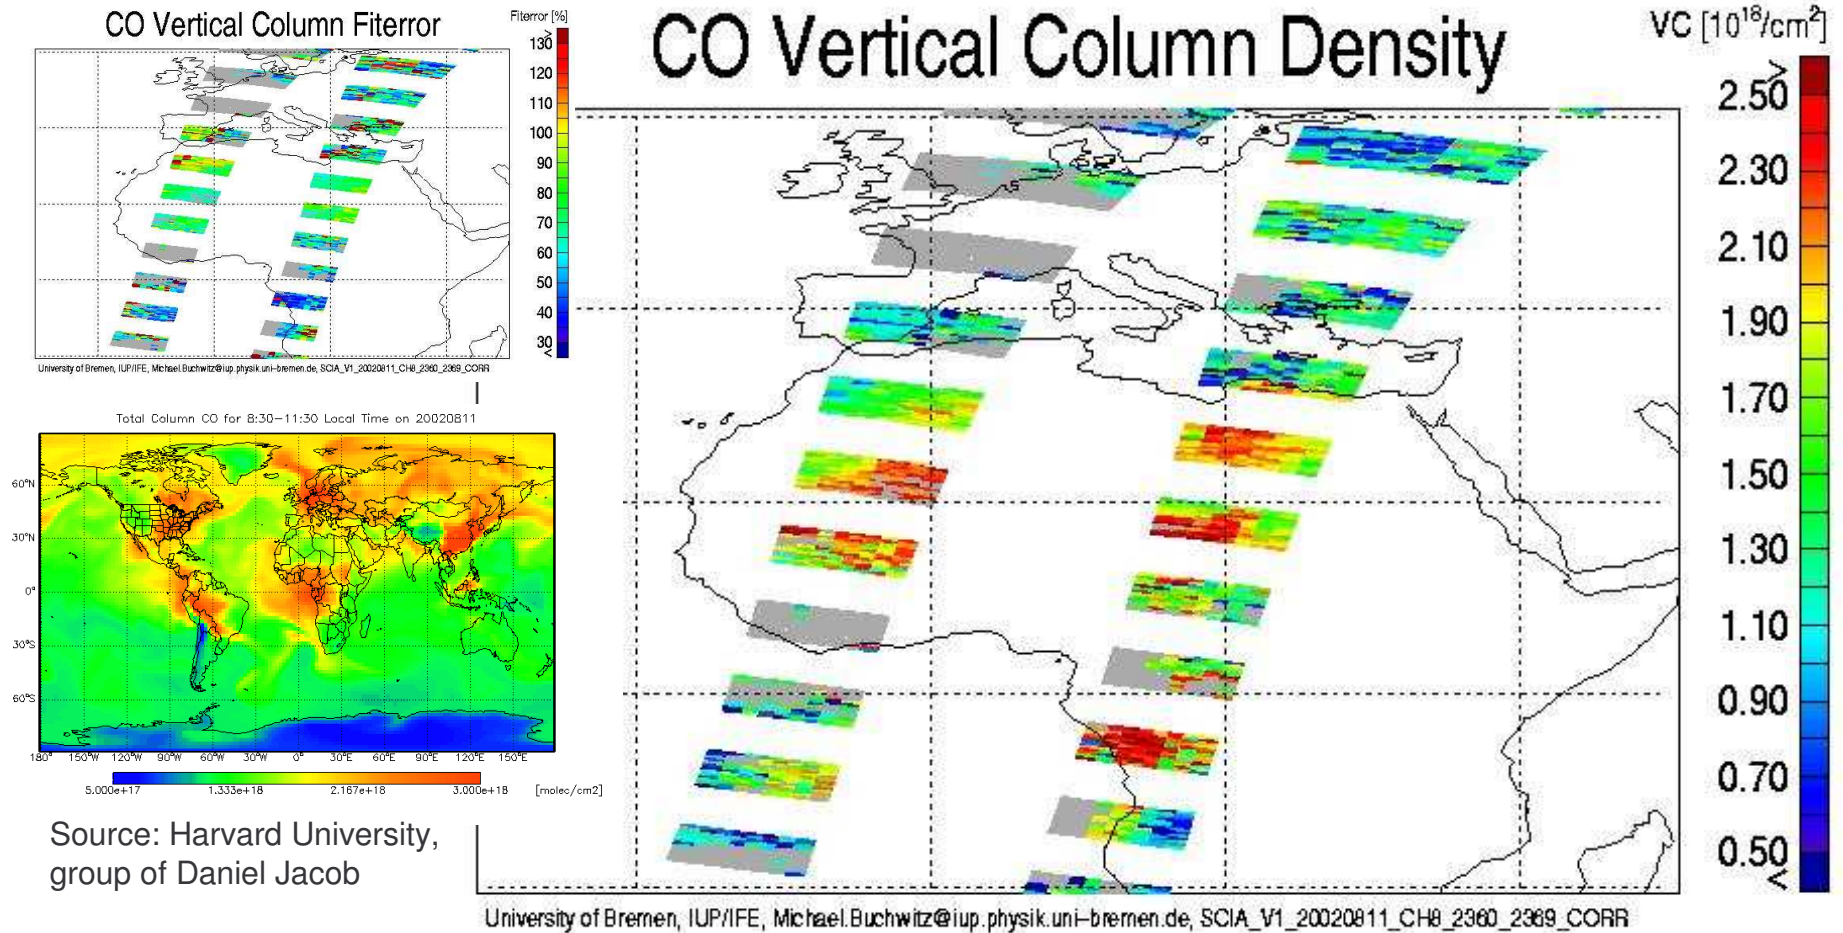 CO Vertical Column Fiterror
Fiterror [%]
>
130
120
110
100
90
80
70
60
50
40
30
<
University of Bremen, IUP/IFE, Michael.Buchwitz@iup.physik.uni-bremen.de, SCIA_V1_20020811_CH8_2360_2369_CORR
CO Vertical Column Density
VC [10¹⁸/cm²]
>
2.50
2.30
2.10
1.90
1.70
1.50
1.30
1.10
0.90
0.70
0.50
<
University of Bremen, IUP/IFE, Michael.Buchwitz@iup.physik.uni-bremen.de, SCIA_V1_20020811_CH8_2360_2369_CORR
Total Column CO for 8:30-11:30 Local Time on 20020811
60°N
30°N
0°
30°S
60°S
180° 150°W 120°W 90°W 60°W 30°W 0° 30°E 60°E 90°E 120°E 150°E
5.000e+17 1.333e+18 2.167e+18 3.000e+18 [molec/cm2]
Source: Harvard University,
group of Daniel Jacob